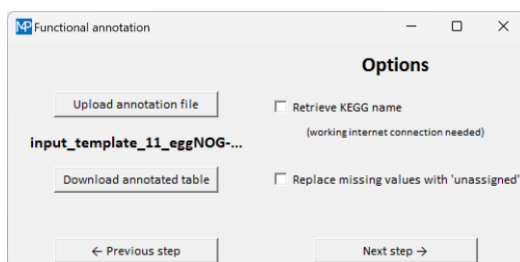 MP Functional annotation
Options
Upload annotation file
Retrieve KEGG name
(working internet connection needed)
input_template_11_eggNOG-...
Download annotated table
Replace missing values with 'unassigned'
← Previous step
Next step →